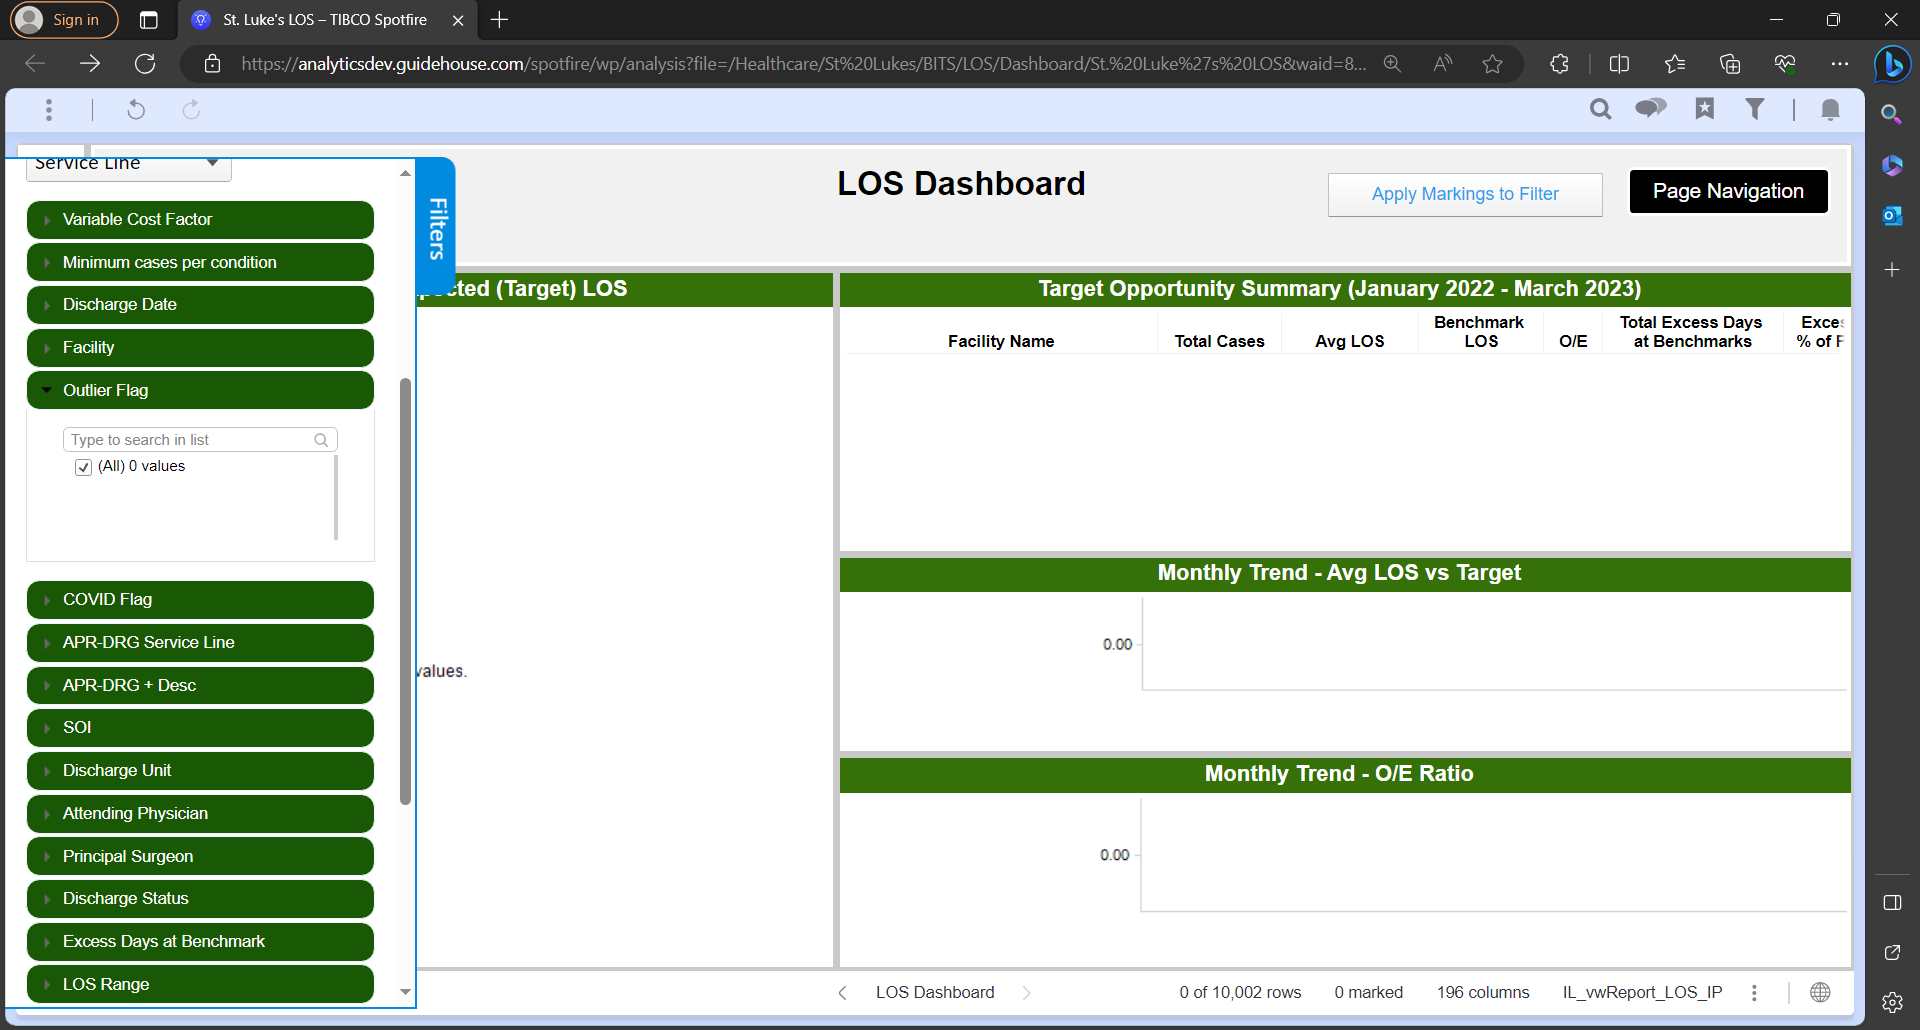 Sign in
St. Luke's LOS – TIBCO Spotfire
https://analyticsdev.guidehouse.com/spotfire/wp/analysis?file=/Healthcare/St%20Lukes/BITS/LOS/Dashboard/St.%20Luke%27s%20LOS&waid=8...
Service Line
Filters
Variable Cost Factor
Minimum cases per condition
Discharge Date
Facility
Outlier Flag
Type to search in list
(All) 0 values
COVID Flag
APR-DRG Service Line
APR-DRG + Desc
SOI
Discharge Unit
Attending Physician
Principal Surgeon
Discharge Status
Excess Days at Benchmark
LOS Range
LOS Dashboard
Apply Markings to Filter
Page Navigation
cted (Target) LOS
values.
Target Opportunity Summary (January 2022 - March 2023)
Facility Name
Total Cases
Avg LOS
Benchmark
LOS
O/E
Total Excess Days
at Benchmarks
Exces
% of P
Monthly Trend - Avg LOS vs Target
0.00
Monthly Trend - O/E Ratio
0.00
LOS Dashboard
0 of 10,002 rows
0 marked
196 columns
IL_vwReport_LOS_IP